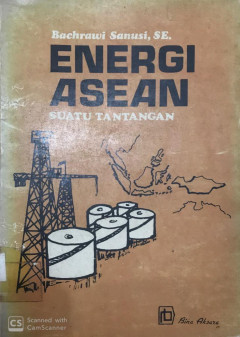 Bachrawi Sanusi, SE.
ENERGI
ASEAN
SUATU TANTANGAN
Bina Aksara
CS
Scanned with
CamScanner